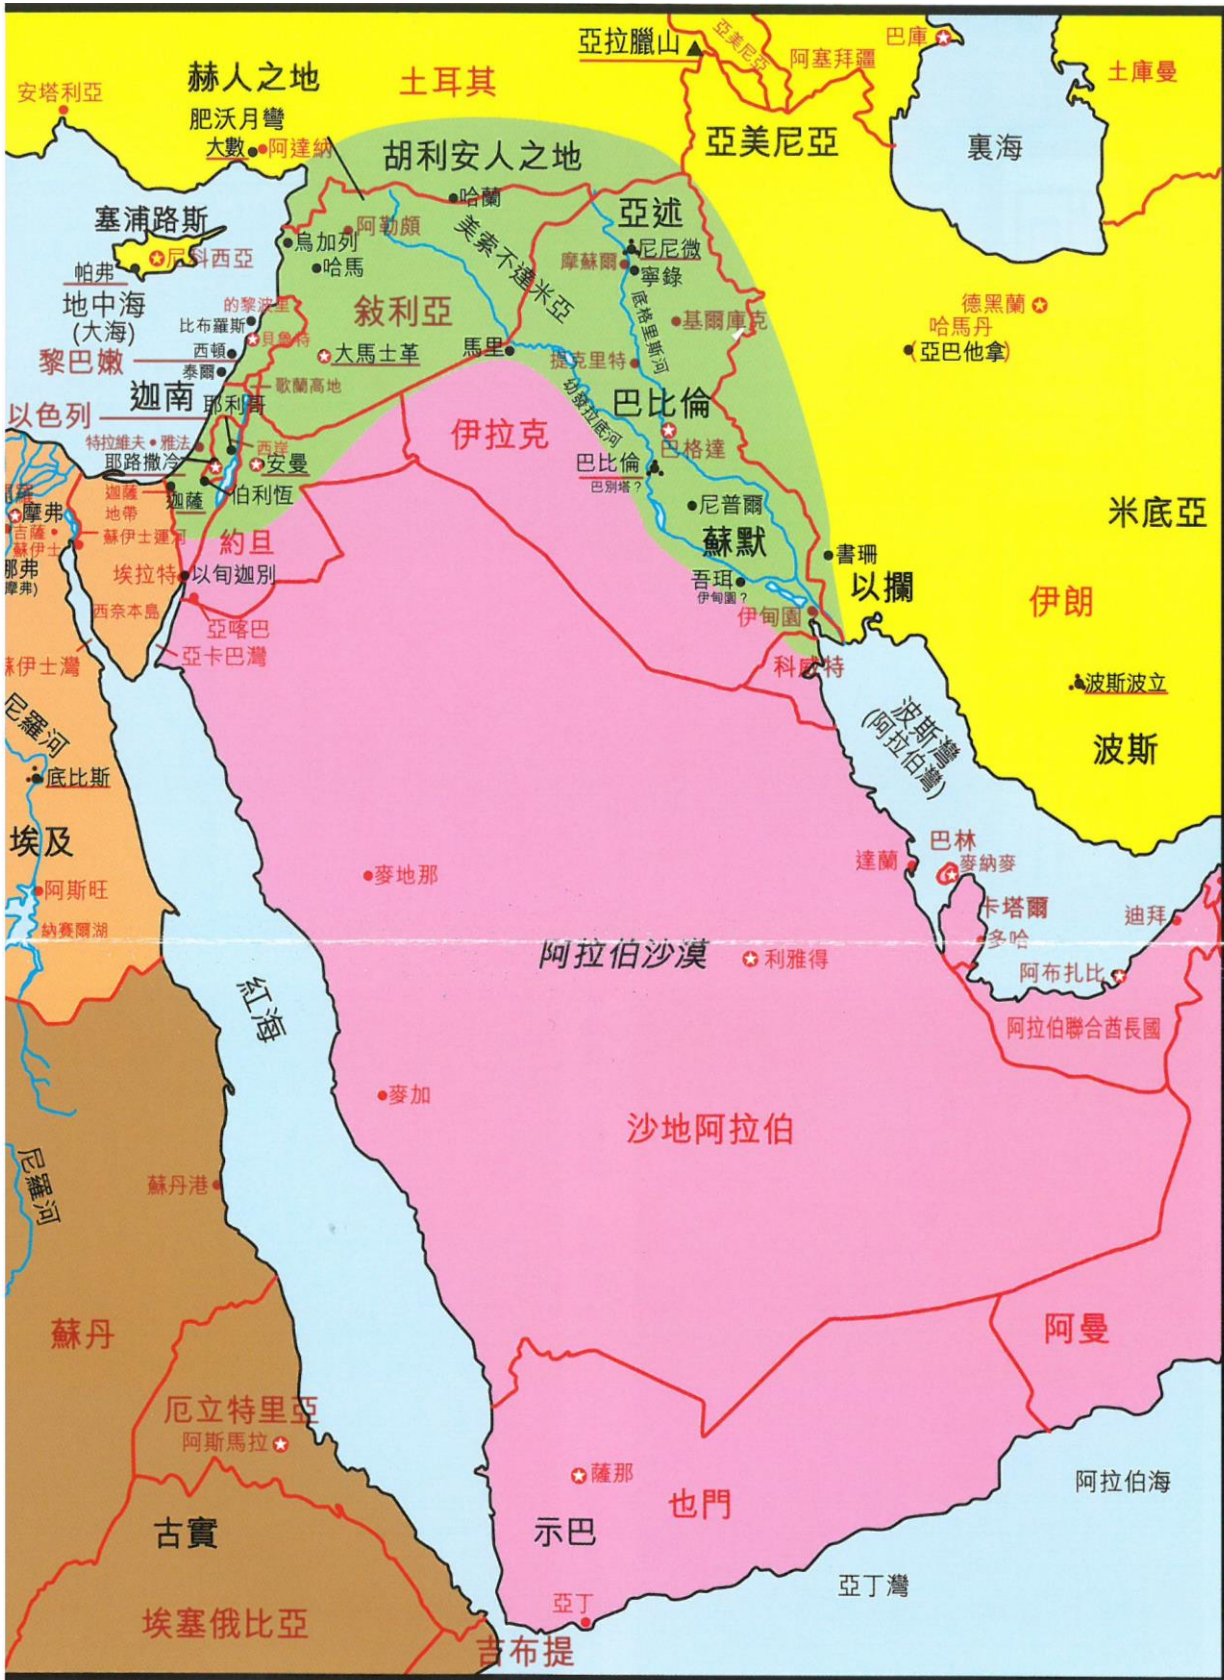 亞拉臘山
亞美尼亞
阿塞拜疆
巴庫
土庫曼
赫人之地
土耳其
安塔利亞
肥沃月彎
大數
阿達納
胡利安人之地
亞美尼亞
裏海
哈蘭
亞述
塞浦路斯
尼科西亞
帕弗
烏加列
阿勒頗
哈馬
美索不達米亞
尼尼微
摩蘇爾
寧錄
底格里斯河
地中海
(大海)
的黎波里
比布羅斯
貝魯特
敍利亞
基爾庫克
德黑蘭
哈馬丹
(亞巴他拿)
黎巴嫩
西頓
泰爾
大馬士革
馬里
提克里特
迦南
歌蘭高地
耶利哥
幼發拉底河
巴比倫
以色列
伊拉克
巴格達
特拉維夫•雅法
西岸
耶路撒冷
安曼
巴比倫
巴別塔？
迦薩
伯利恆
尼普爾
米底亞
迦薩
地帶
摩弗
吉薩
蘇伊士
蘇伊士運河
約旦
蘇默
書珊
那弗
摩弗)
埃拉特
以旬迦別
吾珥
伊甸園？
以攔
伊朗
西奈本島
亞喀巴
伊甸園
蘇伊士灣
亞卡巴灣
科威特
波斯波立
尼羅河
波斯灣
(阿拉伯灣)
波斯
底比斯
埃及
阿斯旺
納賽爾湖
麥地那
達蘭
巴林
麥納麥
卡塔爾
多哈
迪拜
阿拉伯沙漠
利雅得
阿布扎比
紅海
阿拉伯聯合酋長國
麥加
沙地阿拉伯
尼羅河
蘇丹港
蘇丹
阿曼
厄立特里亞
阿斯馬拉
薩那
也門
阿拉伯海
古實
示巴
亞丁灣
埃塞俄比亞
亞丁
吉布提